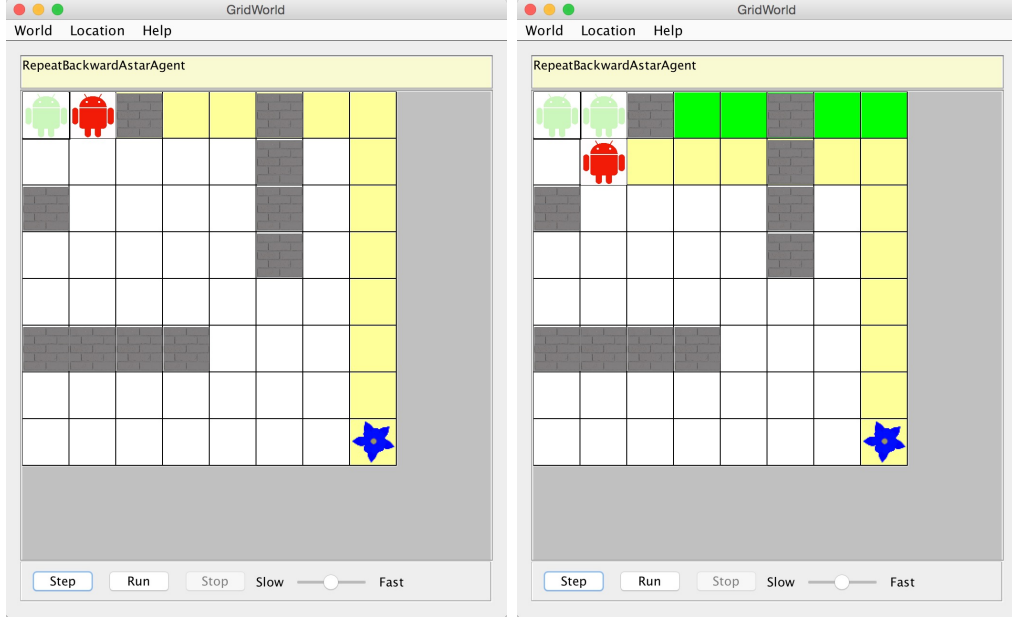 GridWorld
World Location Help
RepeatBackwardAstarAgent
Step Run Stop Slow Fast
GridWorld
World Location Help
RepeatBackwardAstarAgent
Step Run Stop Slow Fast